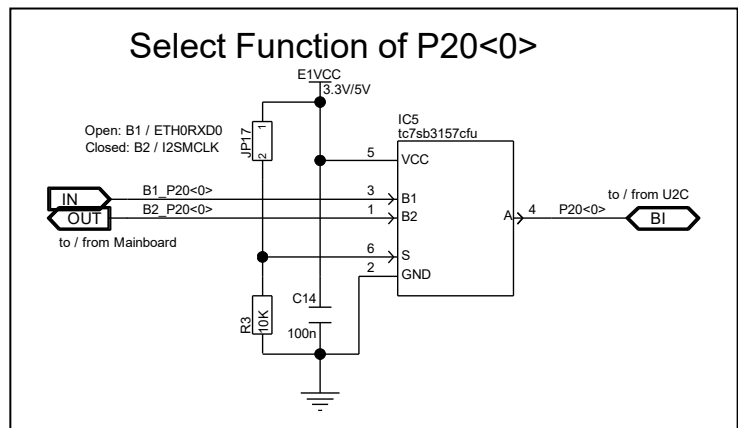 Select Function of P20<0>
E1VCC
3.3V/5V
IC5
tc7sb3157cfu
Open: B1 / ETH0RXD0
Closed: B2 / I2SMCLK
JP17
1
2
5
VCC
IN
B1_P20<0>
3
B1
OUT
B2_P20<0>
1
B2
to / from Mainboard
A
4
P20<0>
to / from U2C
BI
6
S
2
GND
C14
100n
R3
10K